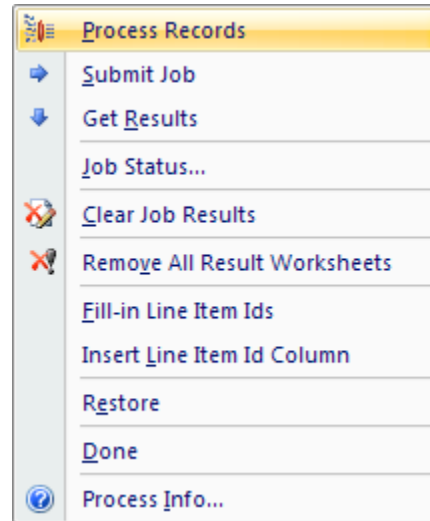 Process Records
Submit Job
Get Results
Job Status...
Clear Job Results
Remove All Result Worksheets
Fill-in Line Item Ids
Insert Line Item Id Column
Restore
Done
Process Info...